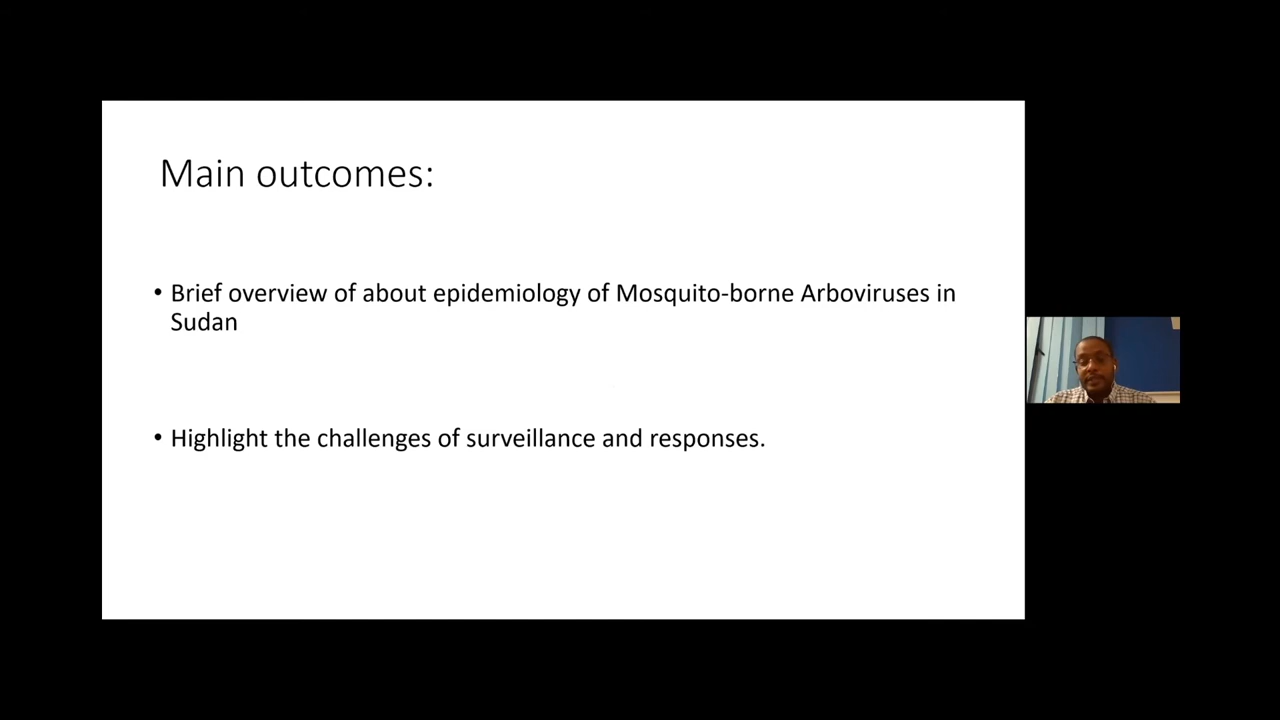 Main outcomes:
• Brief overview of about epidemiology of Mosquito-borne Arboviruses in
Sudan
• Highlight the challenges of surveillance and responses.